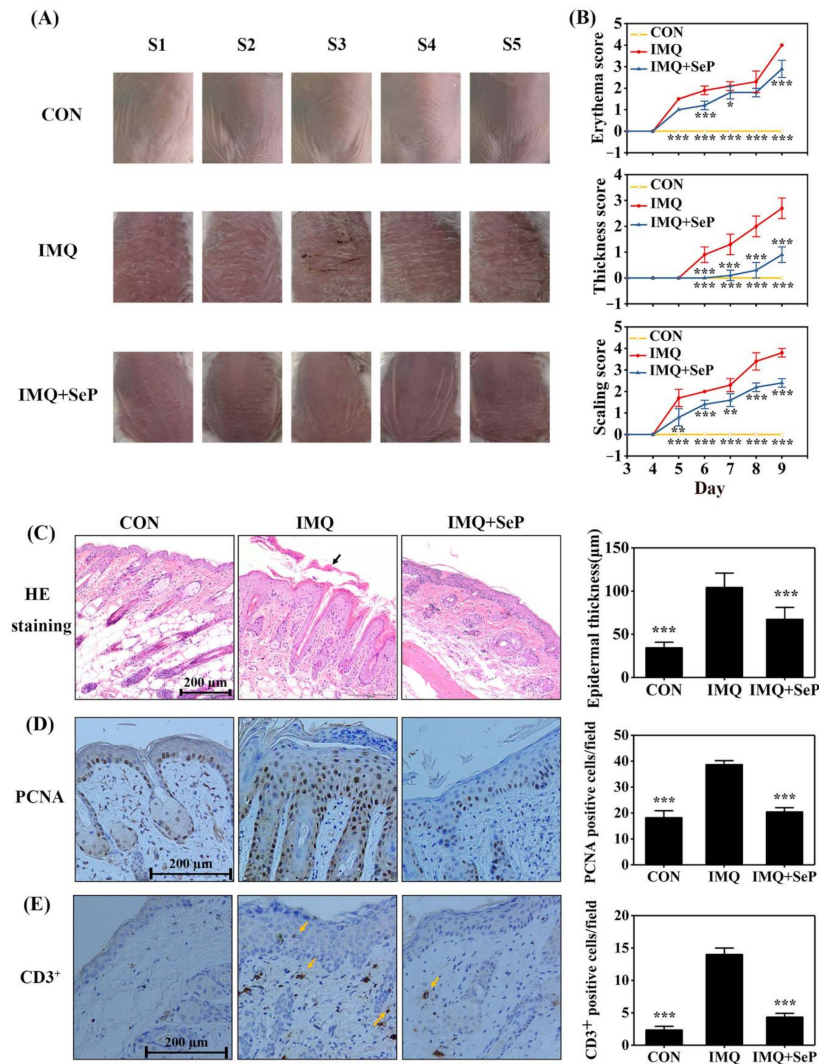 (A)
S1 S2 S3 S4 S5
CON
IMQ
IMQ+SeP
(B)
Erythema score
5
4
3
2
1
0
−1
CON
IMQ
IMQ+SeP
***
*
***
*** *** *** *** ***
Thickness score
4
3
2
1
0
−1
CON
IMQ
IMQ+SeP
*** *** *** ***
*** *** *** ***
Scaling score
5
4
3
2
1
0
−1
CON
IMQ
IMQ+SeP
** *** ** *** ***
*** *** *** *** ***
3 4 5 6 7 8 9
Day
(C)
CON IMQ IMQ+SeP
HE
staining
200 μm
Epidermal thickness(μm)
150
100
50
0
*** ***
CON IMQ IMQ+SeP
(D)
PCNA
200 μm
PCNA positive cells/field
50
40
30
20
10
0
*** ***
CON IMQ IMQ+SeP
(E)
CD3+
200 μm
CD3+ positive cells/field
20
15
10
5
0
*** ***
CON IMQ IMQ+SeP